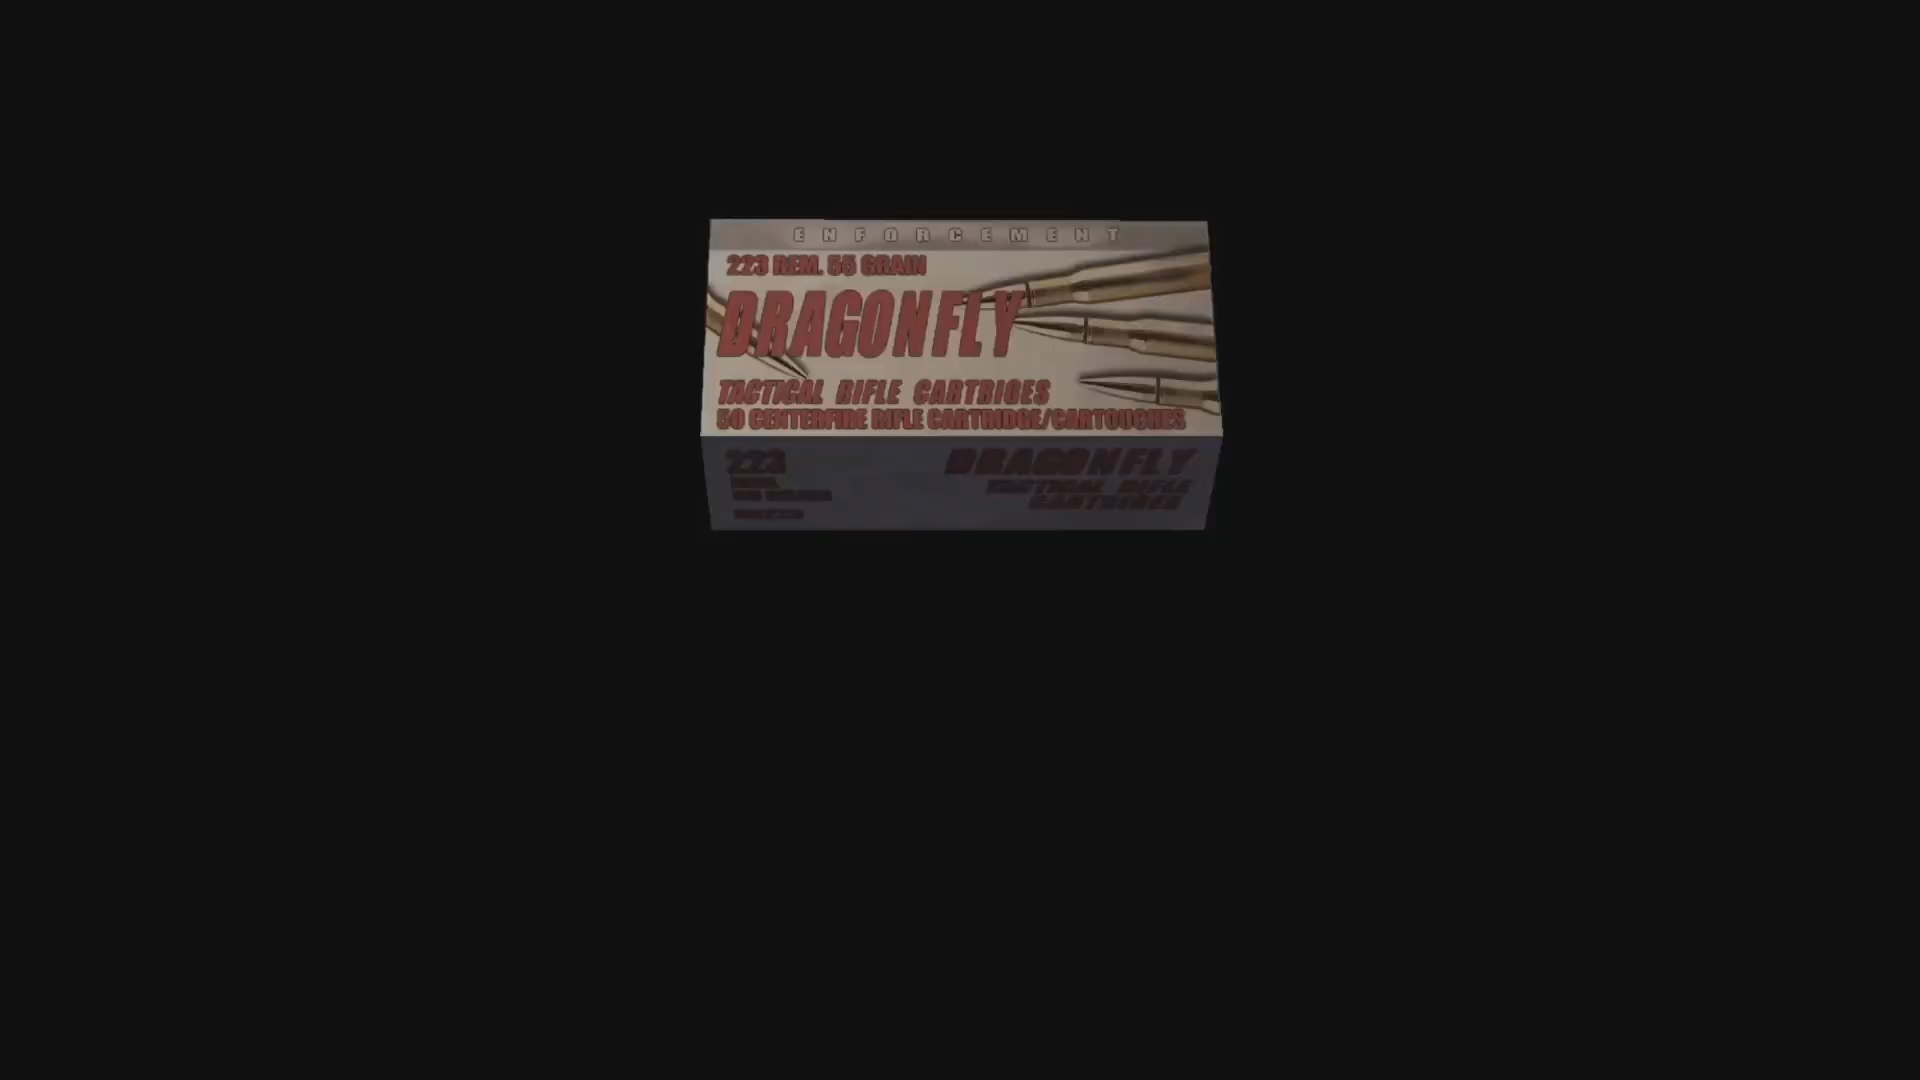 ENFORCEMENT
223 REM. 55 GRAIN
DRAGONFLY
TACTICAL RIFLE CARTRIGES
50 CENTERFIRE RIFLE CARTRIDGE/CARTOUCHES
223
DRAGONFLY
TACTICAL RIFLE
CARTRIGES